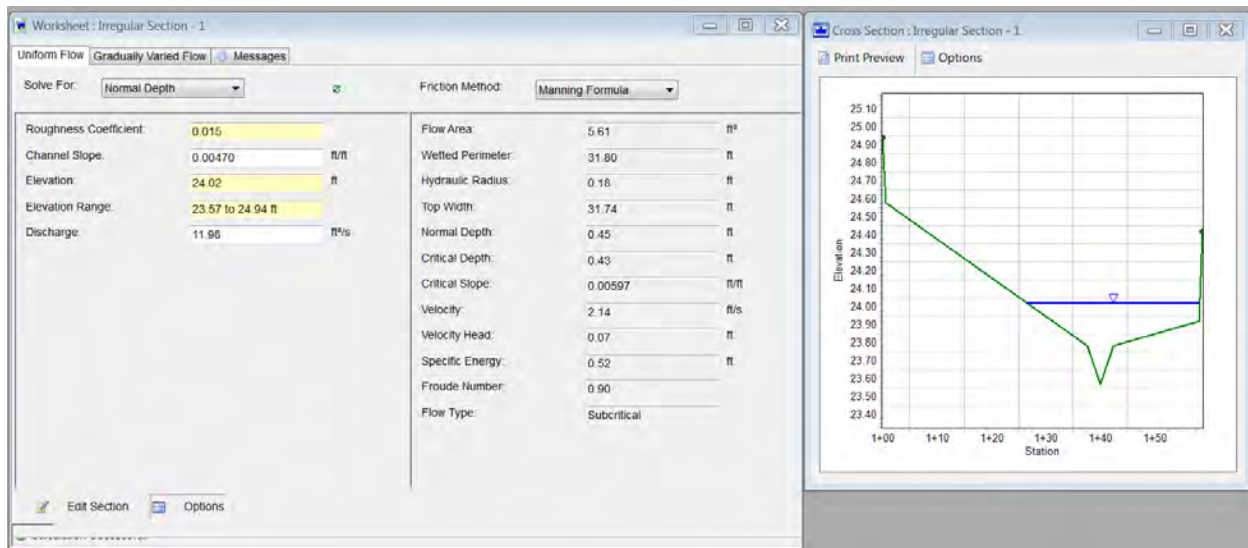 Worksheet : Irregular Section - 1
Uniform Flow Gradually Varied Flow Messages
Solve For: Normal Depth Friction Method: Manning Formula
Roughness Coefficient: 0.015
Channel Slope: 0.00470 ft/ft
Elevation: 24.02 ft
Elevation Range: 23.57 to 24.94 ft
Discharge: 11.98 ft³/s
Flow Area: 5.61 ft²
Wetted Perimeter: 31.80 ft
Hydraulic Radius: 0.18 ft
Top Width: 31.74 ft
Normal Depth: 0.45 ft
Critical Depth: 0.43 ft
Critical Slope: 0.00597 ft/ft
Velocity: 2.14 ft/s
Velocity Head: 0.07 ft
Specific Energy: 0.52 ft
Froude Number: 0.90
Flow Type: Subcritical
Edit Section Options
Cross Section : Irregular Section - 1
Print Preview Options
25.10
25.00
24.90
24.80
24.70
24.60
24.50
24.40
24.30
24.20
24.10
24.00
23.90
23.80
23.70
23.60
23.50
23.40
Elevation
1+00 1+10 1+20 1+30 1+40 1+50
Station